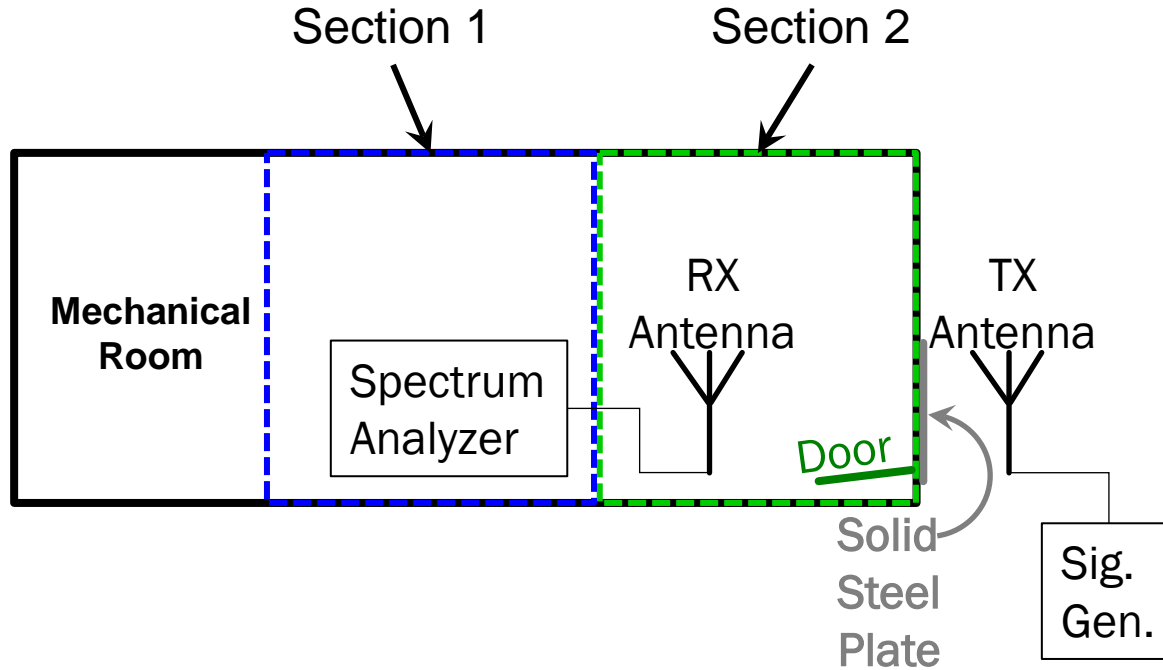 Section 1
Section 2
Mechanical
Room
Spectrum
Analyzer
RX
Antenna
TX
Antenna
Door
Solid
Steel
Plate
Sig.
Gen.